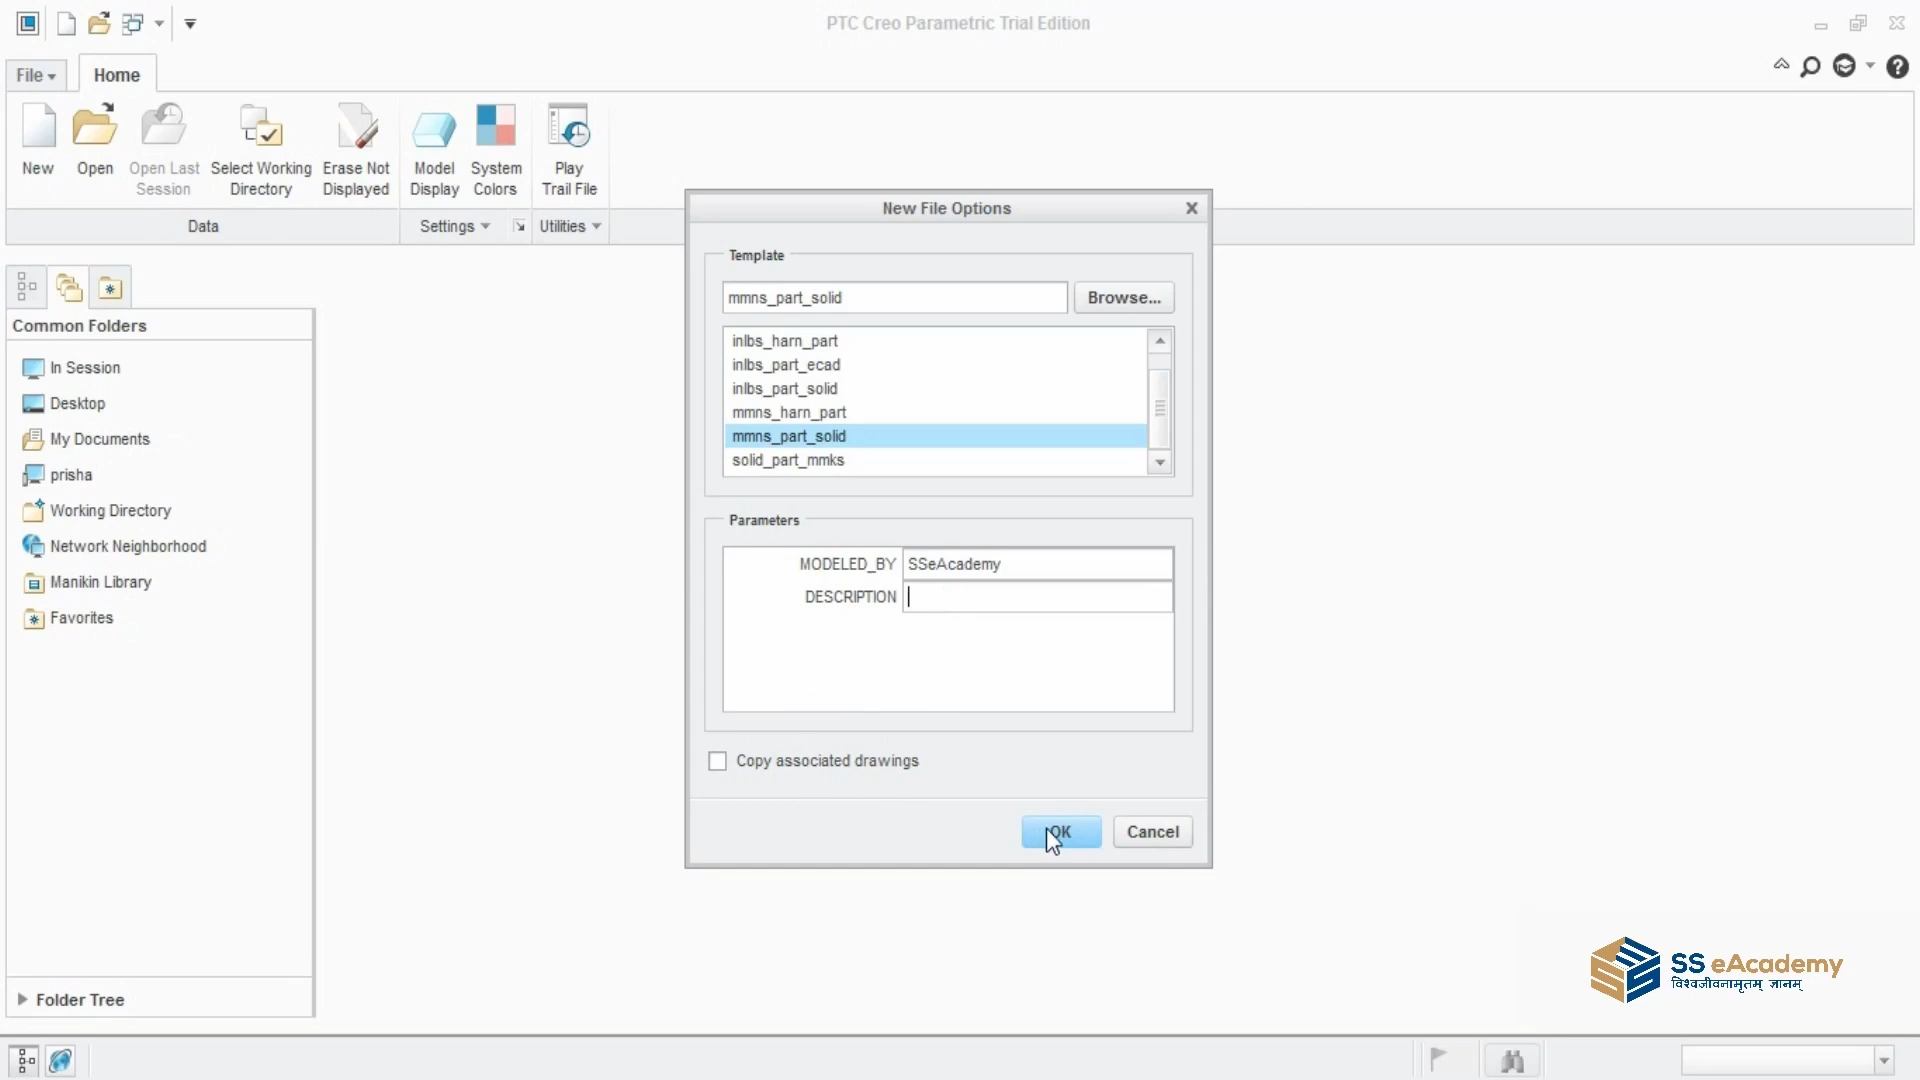 PTC Creo Parametric Trial Edition
File
Home
New
Open
Open Last
Session
Select Working
Directory
Erase Not
Displayed
Model
Display
System
Colors
Play
Trail File
Data
Settings
Utilities
Common Folders
In Session
Desktop
My Documents
prisha
Working Directory
Network Neighborhood
Manikin Library
Favorites
Folder Tree
New File Options
Template
mmns_part_solid
Browse...
inlbs_harn_part
inlbs_part_ecad
inlbs_part_solid
mmns_harn_part
mmns_part_solid
solid_part_mmks
Parameters
MODELED_BY SSeAcademy
DESCRIPTION
Copy associated drawings
OK
Cancel
SS eAcademy
विश्वजीवनामृतम् ज्ञानम्